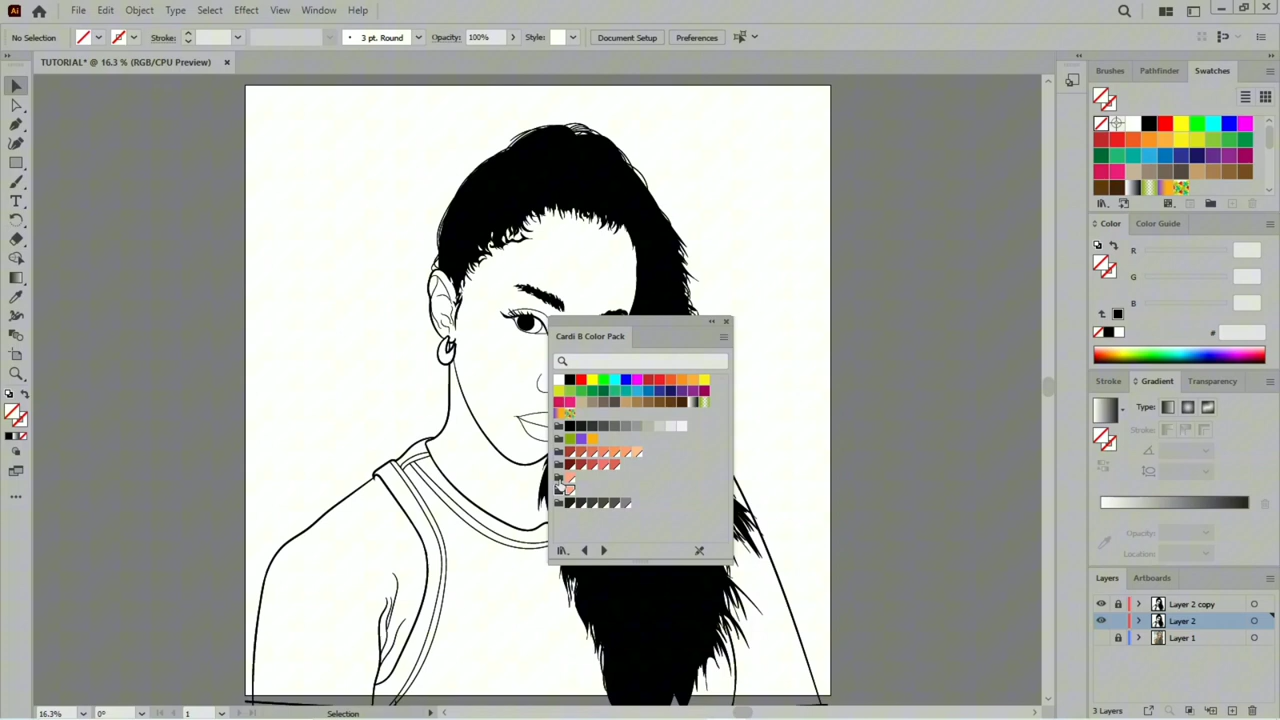 Ai File Edit Object Type Select Effect View Window Help
No Selection Stroke: 3 pt. Round Opacity: 100% Style: Document Setup Preferences
TUTORIAL* @ 16.3 % (RGB/CPU Preview)
Brushes Pathfinder Swatches
Color Color Guide
R
G
B
#
Cardi B Color Pack
Stroke Gradient Transparency
Type:
Stroke:
Opacity:
Location:
Layers Artboards
Layer 2 copy
Layer 2
Layer 1
3 Layers
16.3% 0° 1 Selection